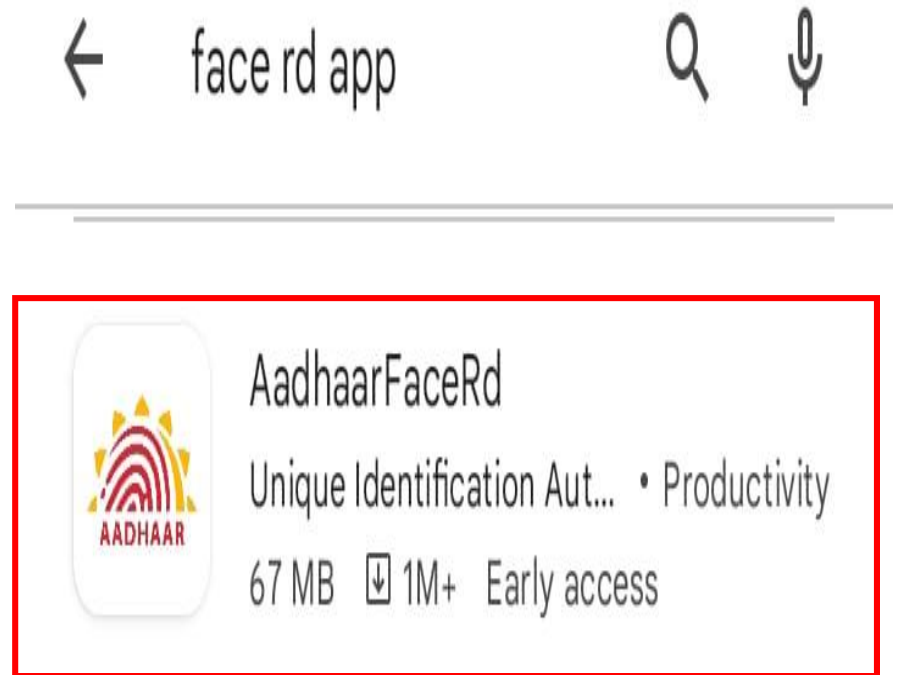 face rd app
AadhaarFaceRd
Unique Identification Aut... • Productivity
AADHAAR
67 MB 1M+ Early access